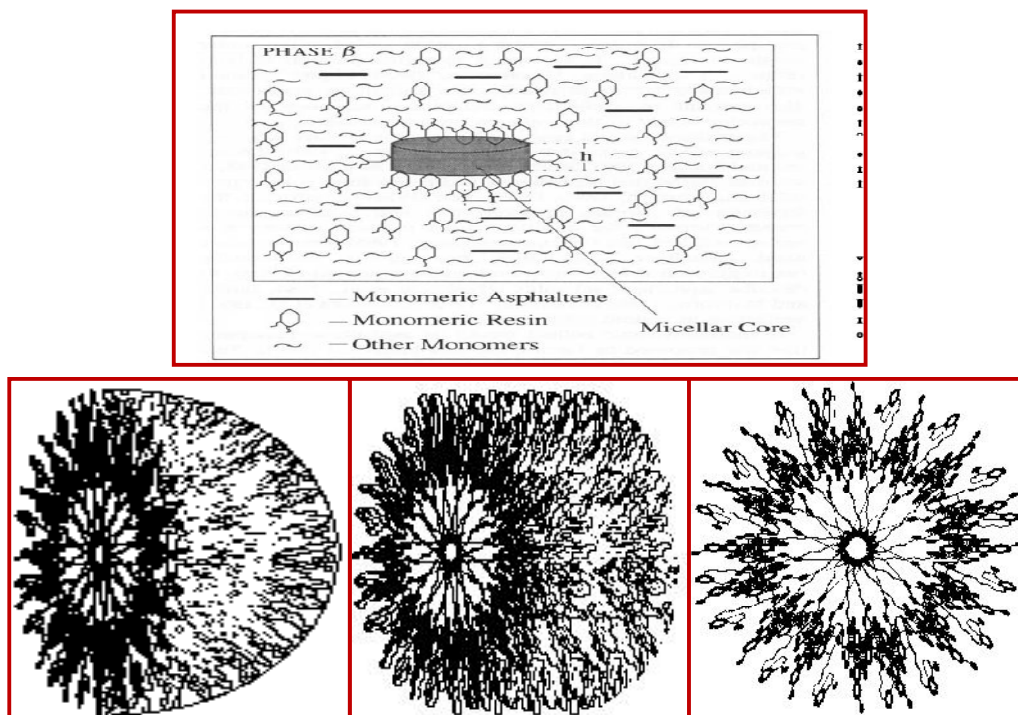 PHASE β
h
r
— Monomeric Asphaltene
— Monomeric Resin
— Other Monomers
Micellar Core